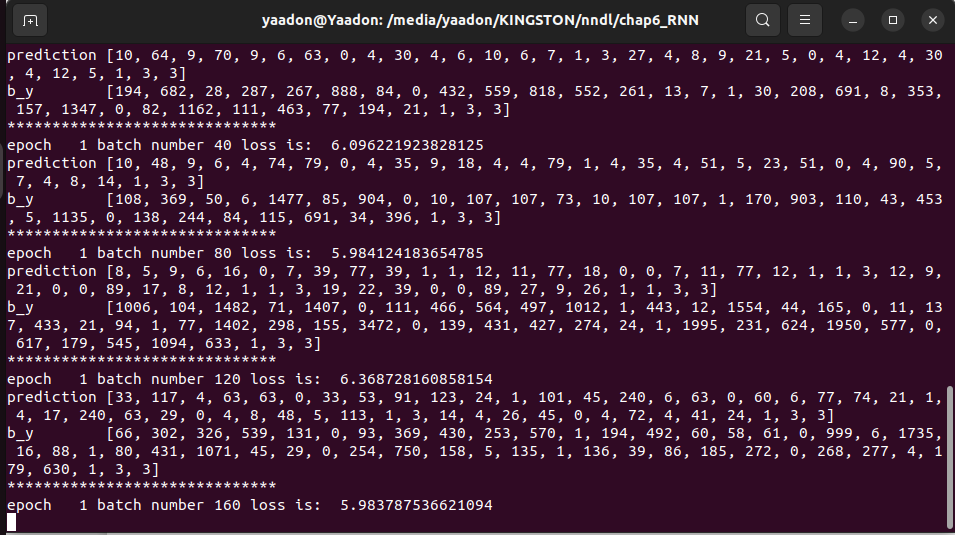 yaadon@Yaadon: /media/yaadon/KINGSTON/nndl/chap6_RNN
prediction [10, 64, 9, 70, 9, 6, 63, 0, 4, 30, 4, 6, 10, 6, 7, 1, 3, 27, 4, 8, 9, 21, 5, 0, 4, 12, 4, 30
, 4, 12, 5, 1, 3, 3]
b_y [194, 682, 28, 287, 267, 888, 84, 0, 432, 559, 818, 552, 261, 13, 7, 1, 30, 208, 691, 8, 353,
157, 1347, 0, 82, 1162, 111, 463, 77, 194, 21, 1, 3, 3]
******************************
epoch 1 batch number 40 loss is: 6.096221923828125
prediction [10, 48, 9, 6, 4, 74, 79, 0, 4, 35, 9, 18, 4, 4, 79, 1, 4, 35, 4, 51, 5, 23, 51, 0, 4, 90, 5,
7, 4, 8, 14, 1, 3, 3]
b_y [108, 369, 50, 6, 1477, 85, 904, 0, 10, 107, 107, 73, 10, 107, 107, 1, 170, 903, 110, 43, 453
, 5, 1135, 0, 138, 244, 84, 115, 691, 34, 396, 1, 3, 3]
******************************
epoch 1 batch number 80 loss is: 5.984124183654785
prediction [8, 5, 9, 6, 16, 0, 7, 39, 77, 39, 1, 1, 12, 11, 77, 18, 0, 0, 7, 11, 77, 12, 1, 1, 3, 12, 9,
21, 0, 0, 89, 17, 8, 12, 1, 1, 3, 19, 22, 39, 0, 0, 89, 27, 9, 26, 1, 1, 3, 3]
b_y [1006, 104, 1482, 71, 1407, 0, 111, 466, 564, 497, 1012, 1, 443, 12, 1554, 44, 165, 0, 11, 13
7, 433, 21, 94, 1, 77, 1402, 298, 155, 3472, 0, 139, 431, 427, 274, 24, 1, 1995, 231, 624, 1950, 577, 0,
617, 179, 545, 1094, 633, 1, 3, 3]
******************************
epoch 1 batch number 120 loss is: 6.368728160858154
prediction [33, 117, 4, 63, 63, 0, 33, 53, 91, 123, 24, 1, 101, 45, 240, 6, 63, 0, 60, 6, 77, 74, 21, 1,
4, 17, 240, 63, 29, 0, 4, 8, 48, 5, 113, 1, 3, 14, 4, 26, 45, 0, 4, 72, 4, 41, 24, 1, 3, 3]
b_y [66, 302, 326, 539, 131, 0, 93, 369, 430, 253, 570, 1, 194, 492, 60, 58, 61, 0, 999, 6, 1735,
16, 88, 1, 80, 431, 1071, 45, 29, 0, 254, 750, 158, 5, 135, 1, 136, 39, 86, 185, 272, 0, 268, 277, 4, 1
79, 630, 1, 3, 3]
******************************
epoch 1 batch number 160 loss is: 5.983787536621094